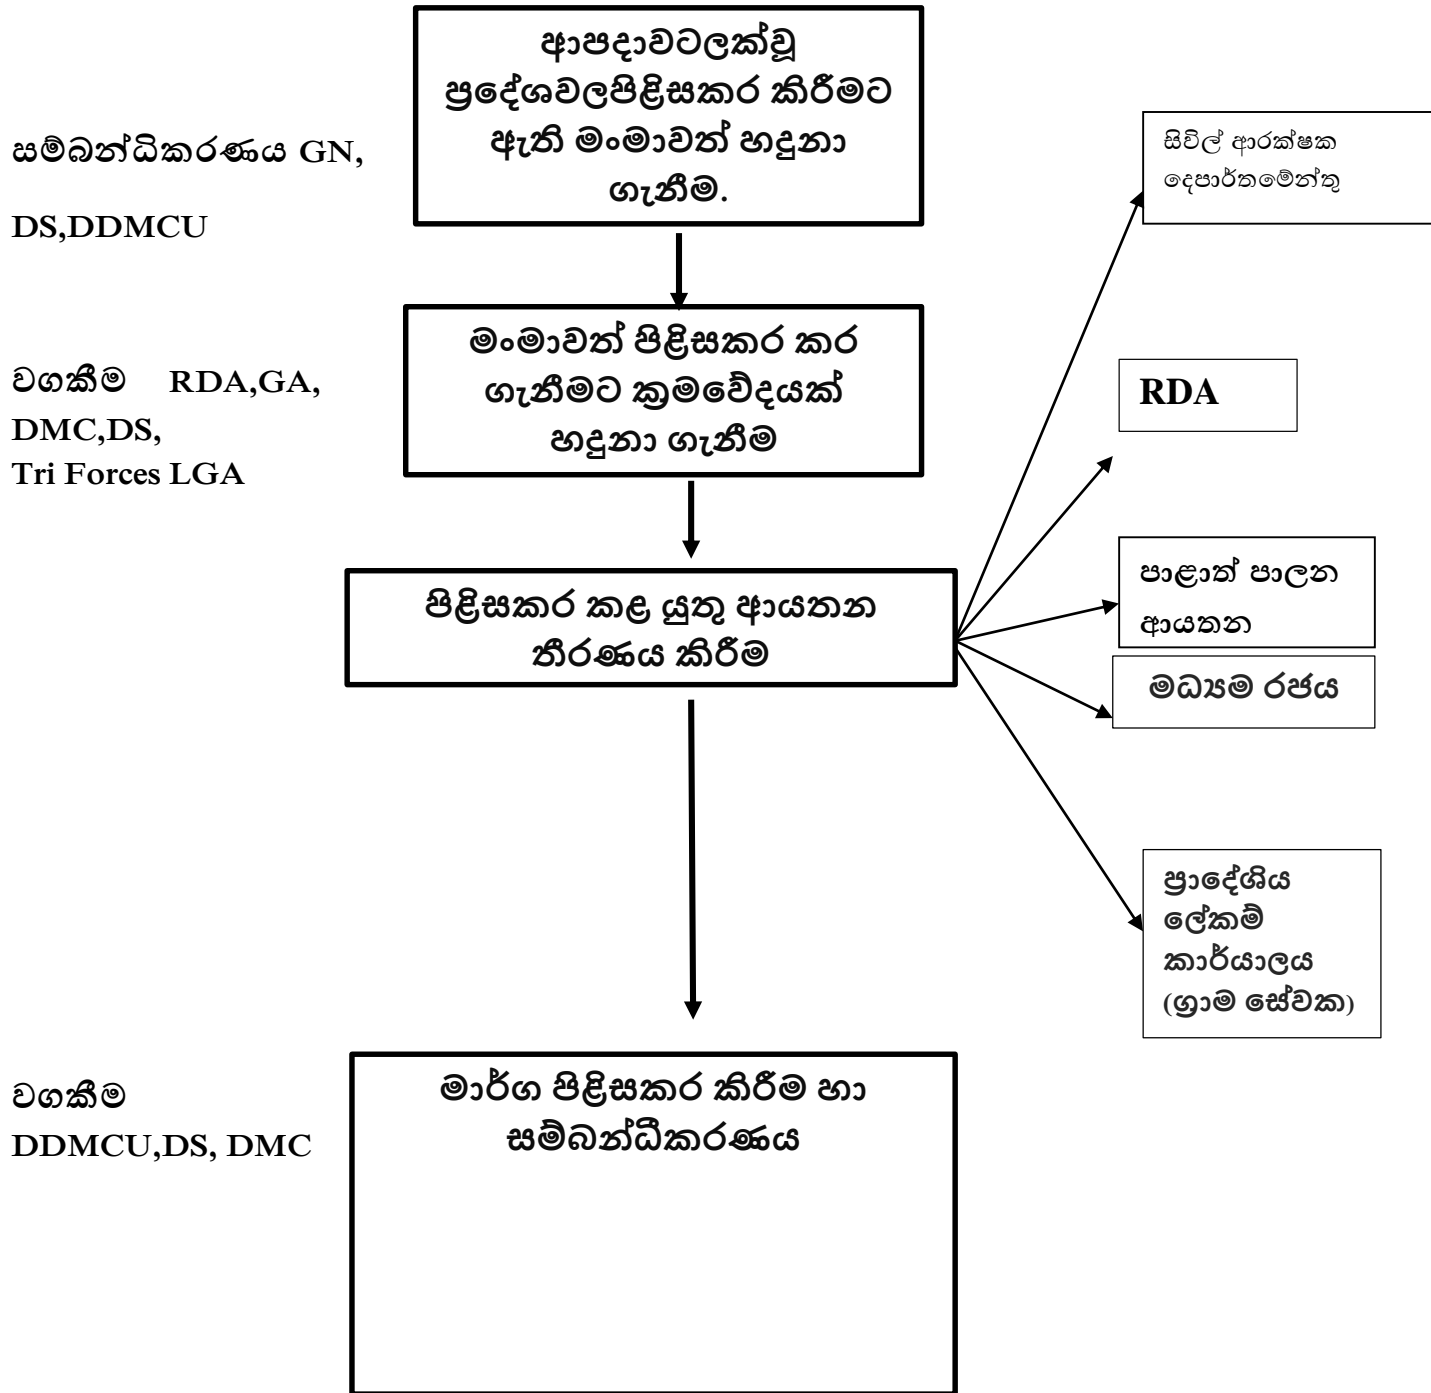 ආපදාවටලක්වූ
ප්‍රදේශවලපිළිසකර කිරීමට
ඇති මංමාවත් හදුනා
ගැනීම.
සම්බන්ධිකරණය GN,
DS,DDMCU
සිවිල් ආරක්ෂක
දෙපාර්තමේන්තු
මංමාවත් පිළිසකර කර
ගැනීමට ක්‍රමවේදයක්
හදුනා ගැනීම
වගකීම RDA,GA,
DMC,DS,
Tri Forces LGA
RDA
පිළිසකර කළ යුතු ආයතන
තීරණය කිරීම
පාළාත් පාලන
ආයතන
මධ්‍යම රජය
ප්‍රාදේශිය
ලේකම්
කාර්යාලය
(ග්‍රාම සේවක)
වගකීම
DDMCU,DS, DMC
මාර්ග පිළිසකර කිරීම හා
සම්බන්ධීකරණය